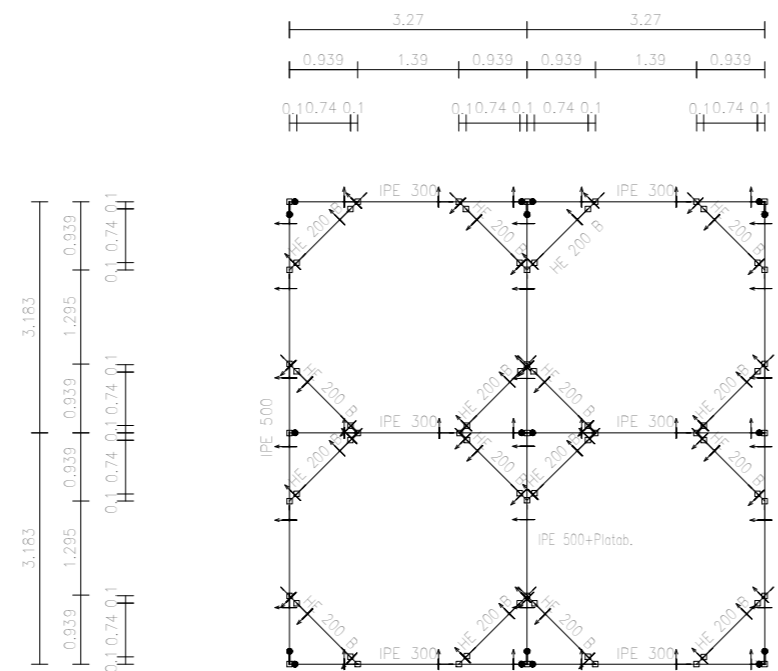 3.27 3.27
0.939 1.39 0.939 0.939 1.39 0.939
0.1 0.74 0.1 0.1 0.74 0.1 0.74 0.1 0.1 0.74 0.1
IPE 300 IPE 300
HE 200 B HE 200 B HE 200 B HE 200 B
3.183 0.939 0.1 0.74 0.1
1.295
0.939 0.1 0.74 0.1
HE 200 B HE 200 B HE 200 B HE 200 B
IPE 500
IPE 300 IPE 300
HE 200 B HE 200 B HE 200 B HE 200 B
3.183 0.939 0.1 0.74 0.1
1.295
IPE 500+Platab.
0.939 0.1 0.74 0.1
HE 200 B HE 200 B HE 200 B HE 200 B
IPE 300 IPE 300